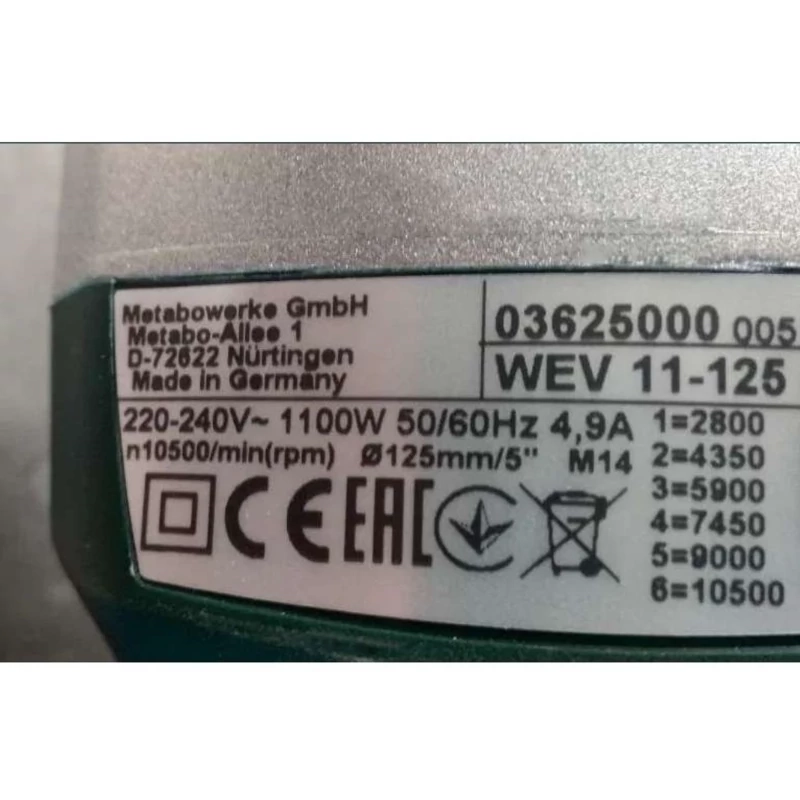 Metabowerke GmbH
Metabo-Allee 1
D-72622 Nürtingen
Made in Germany
03625000 005
WEV 11-125
220-240V~ 1100W 50/60Hz 4,9A
n10500/min(rpm) Ø125mm/5" M14
1=2800
2=4350
3=5900
4=7450
5=9000
6=10500
CE EAC